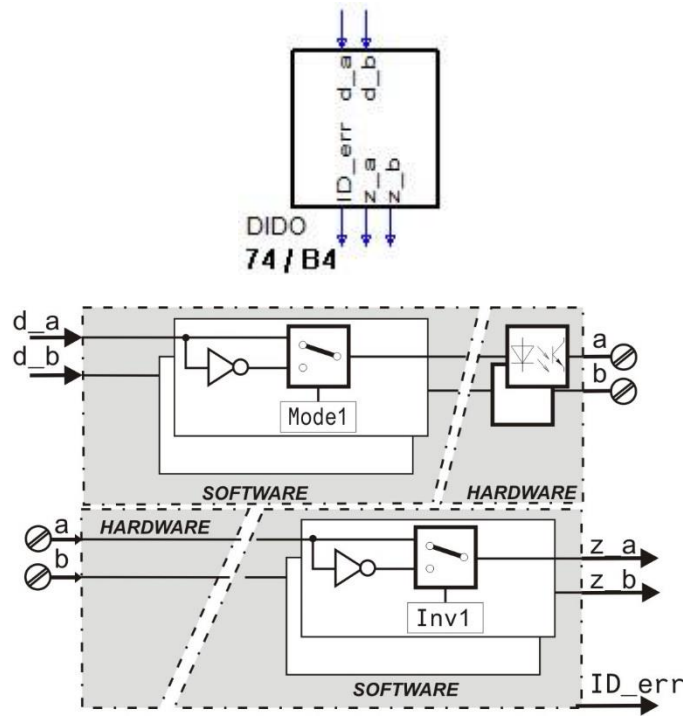 d_a d_b
ID_err z_a z_b
DIDO
74 / B4
d_a
d_b
a
b
Mode1
SOFTWARE HARDWARE
a HARDWARE
b
z_a
z_b
Inv1
SOFTWARE
ID_err